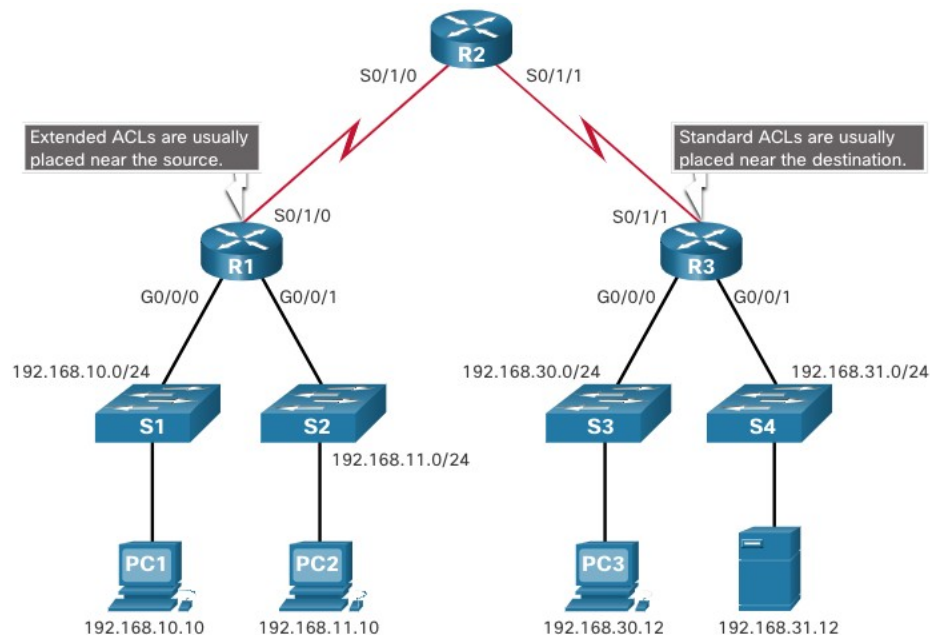 R2
S0/1/0
S0/1/1
Extended ACLs are usually
placed near the source.
Standard ACLs are usually
placed near the destination.
S0/1/0
S0/1/1
R1
R3
G0/0/0
G0/0/1
G0/0/0
G0/0/1
192.168.10.0/24
192.168.30.0/24
192.168.31.0/24
S1
S2
S3
S4
192.168.11.0/24
PC1
PC2
PC3
192.168.10.10
192.168.11.10
192.168.30.12
192.168.31.12